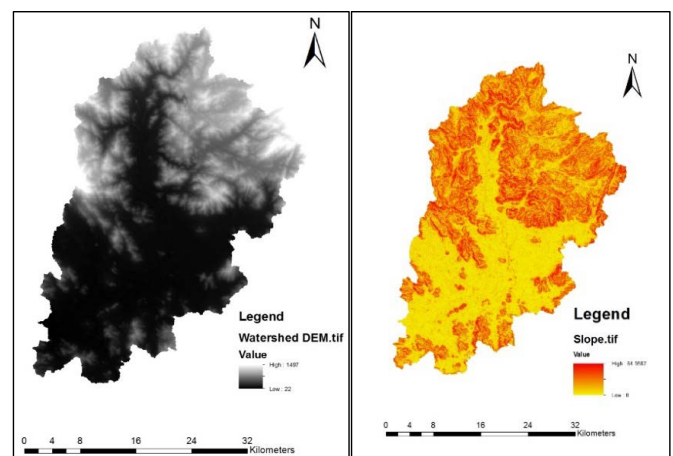 N
Legend
Watershed DEM.tif
Value
High : 1497
Low : 22
0 4 8 16 24 32
Kilometers
N
Legend
Slope.tif
Value
Low : 0
0 4 8 16 24 32
Kilometers